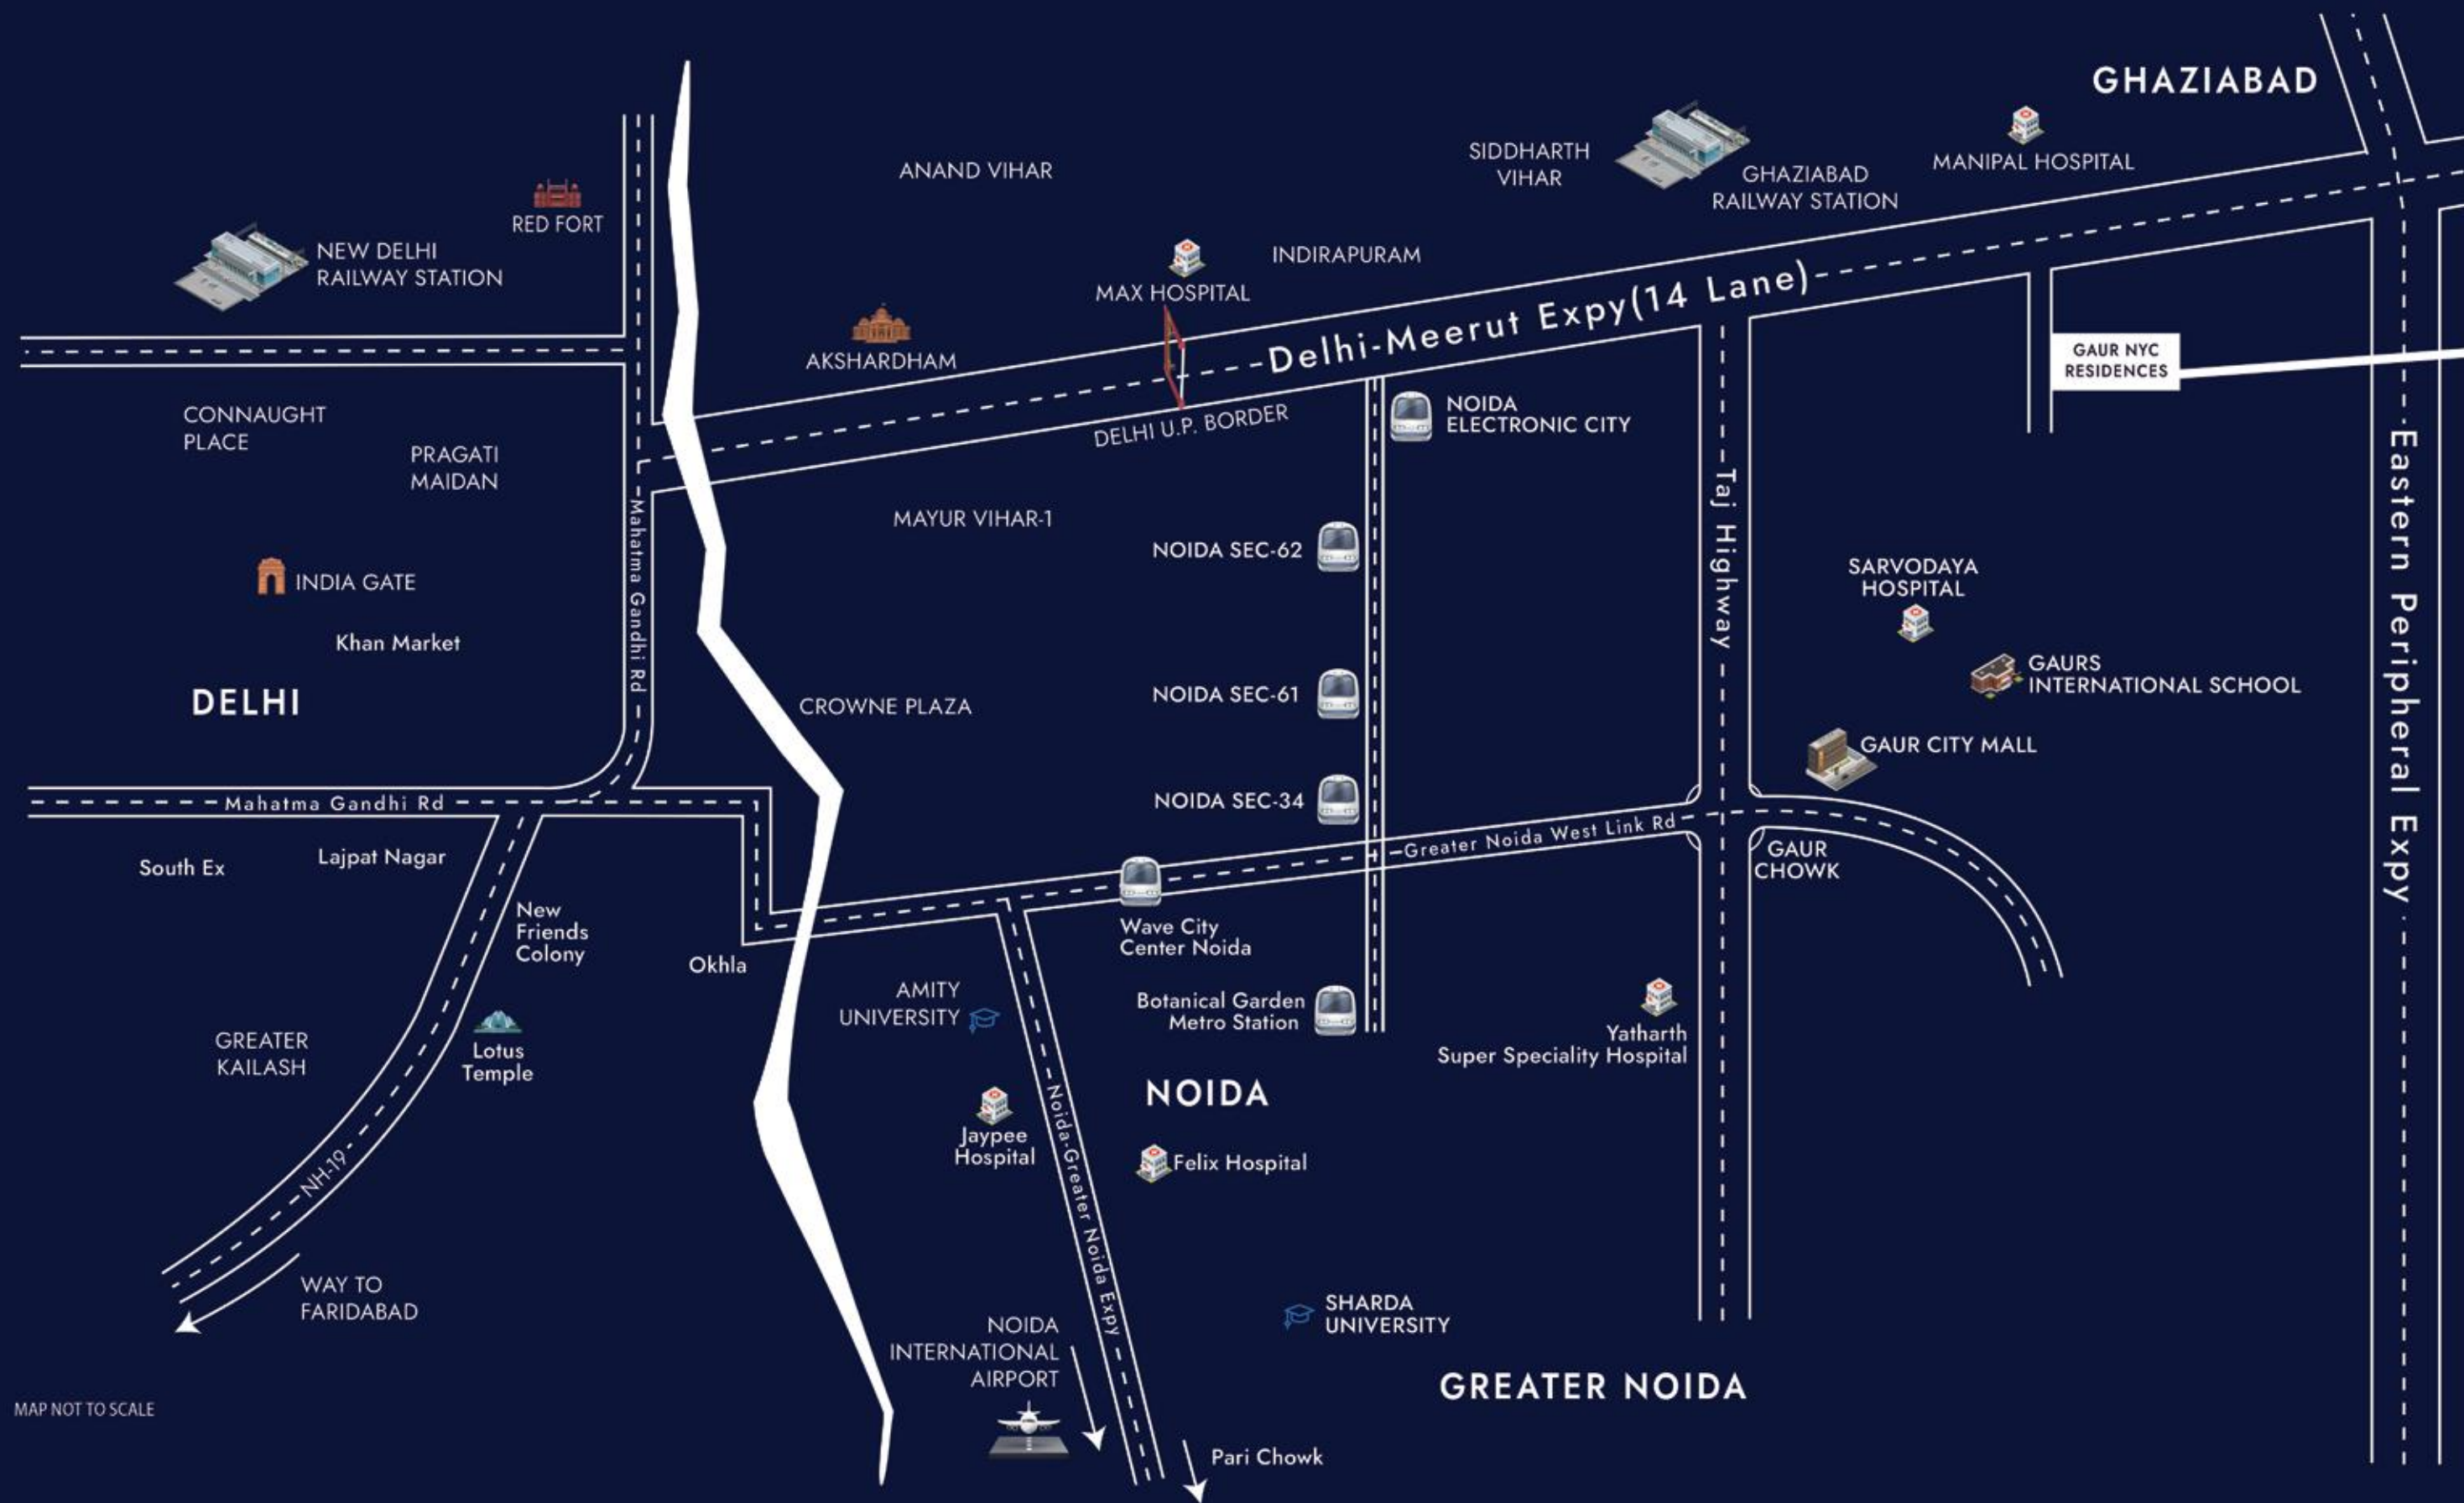 GHAZIABAD
SIDDHARTH
VIHAR
GHAZIABAD
RAILWAY STATION
MANIPAL HOSPITAL
ANAND VIHAR
RED FORT
NEW DELHI
RAILWAY STATION
INDIRAPURAM
MAX HOSPITAL
AKSHARDHAM
Delhi-Meerut Expy(14 Lane)
DELHI U.P. BORDER
GAUR NYC
RESIDENCES
CONNAUGHT
PLACE
PRAGATI
MAIDAN
NOIDA
ELECTRONIC CITY
MAYUR VIHAR-1
NOIDA SEC-62
Mahatma Gandhi Rd
Taj Highway
Eastern Peripheral Expy
INDIA GATE
Khan Market
DELHI
SARVODAYA
HOSPITAL
GAURS
INTERNATIONAL SCHOOL
CROWNE PLAZA
NOIDA SEC-61
GAUR CITY MALL
Mahatma Gandhi Rd
NOIDA SEC-34
Greater Noida West Link Rd
GAUR
CHOWK
South Ex
Lajpat Nagar
New
Friends
Colony
Okhla
Wave City
Center Noida
AMITY
UNIVERSITY
Botanical Garden
Metro Station
Yatharth
Super Speciality Hospital
GREATER
KAILASH
Lotus
Temple
NOIDA
Jaypee
Hospital
Felix Hospital
Noida-Greater Noida Expy
NH-19
WAY TO
FARIDABAD
NOIDA
INTERNATIONAL
AIRPORT
SHARDA
UNIVERSITY
GREATER NOIDA
MAP NOT TO SCALE
Pari Chowk